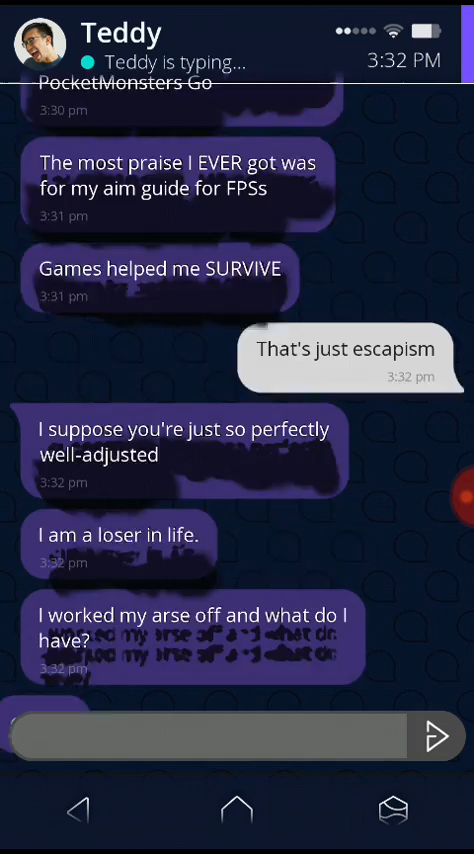 Teddy
Teddy is typing...
3:32 PM
PocketMonsters Go
3:30 pm
The most praise I EVER got was
for my aim guide for FPSs
3:31 pm
Games helped me SURVIVE
3:31 pm
That's just escapism
3:32 pm
I suppose you're just so perfectly
well-adjusted
3:32 pm
I am a loser in life.
3:32 pm
I worked my arse off and what do I
have?
3:32 pm